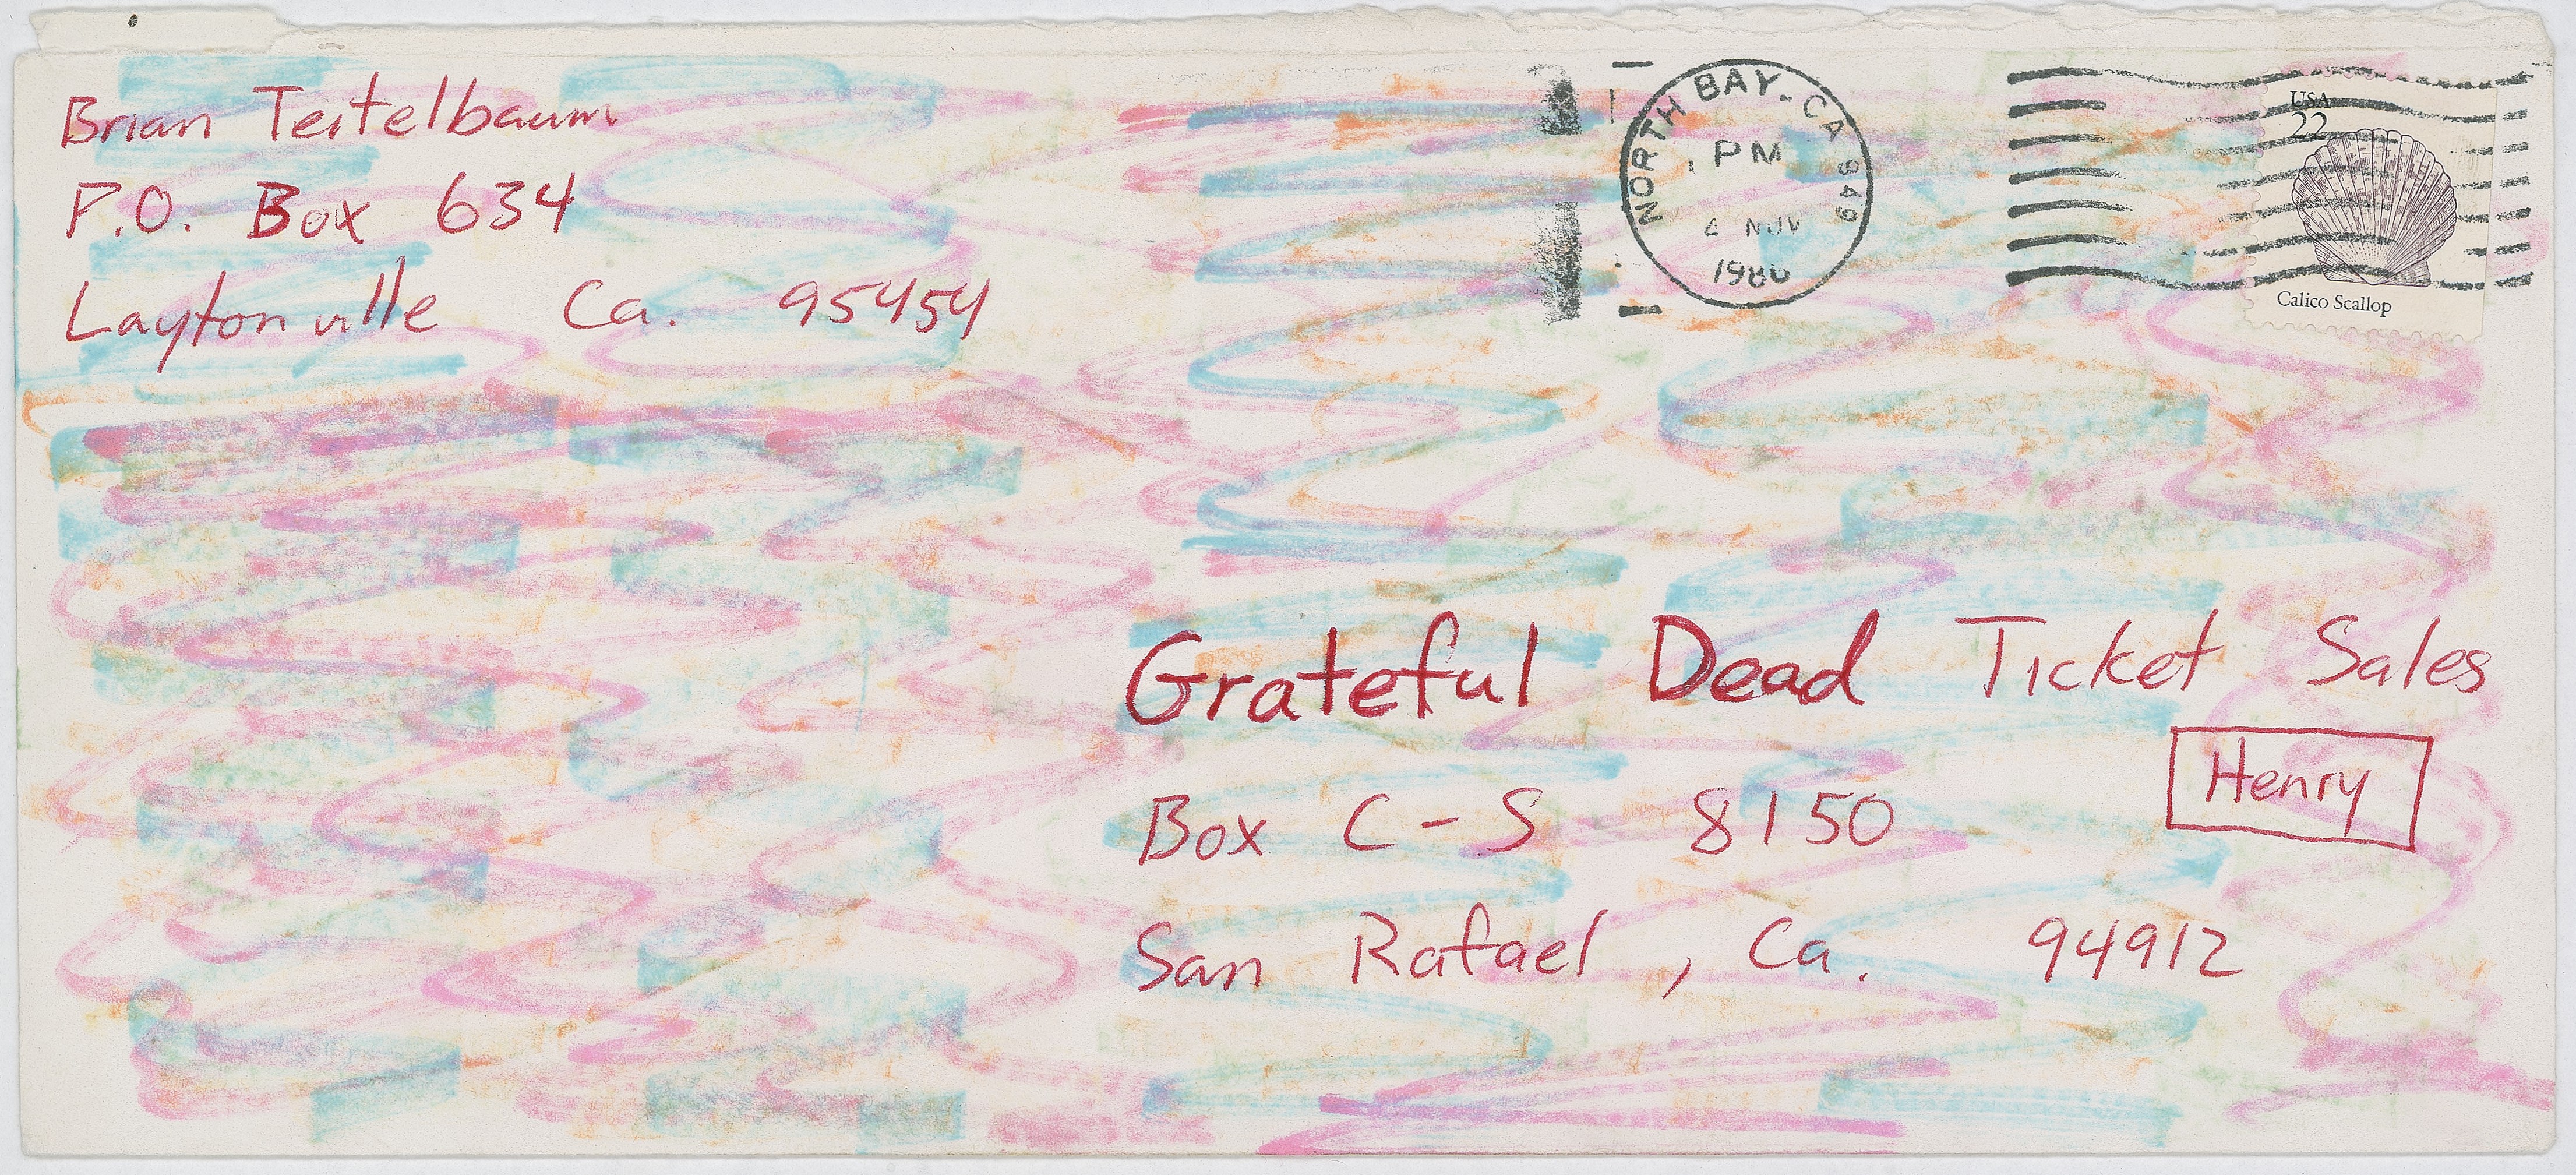 Brian Teitelbaum
P.O. Box 634
Laytonville Ca. 95454
NORTH BAY, CA 949
PM
4 NOV
1986
USA
22
Calico Scallop
Grateful Dead Ticket Sales
Henry
Box C-S 8150
San Rafael, Ca. 94912